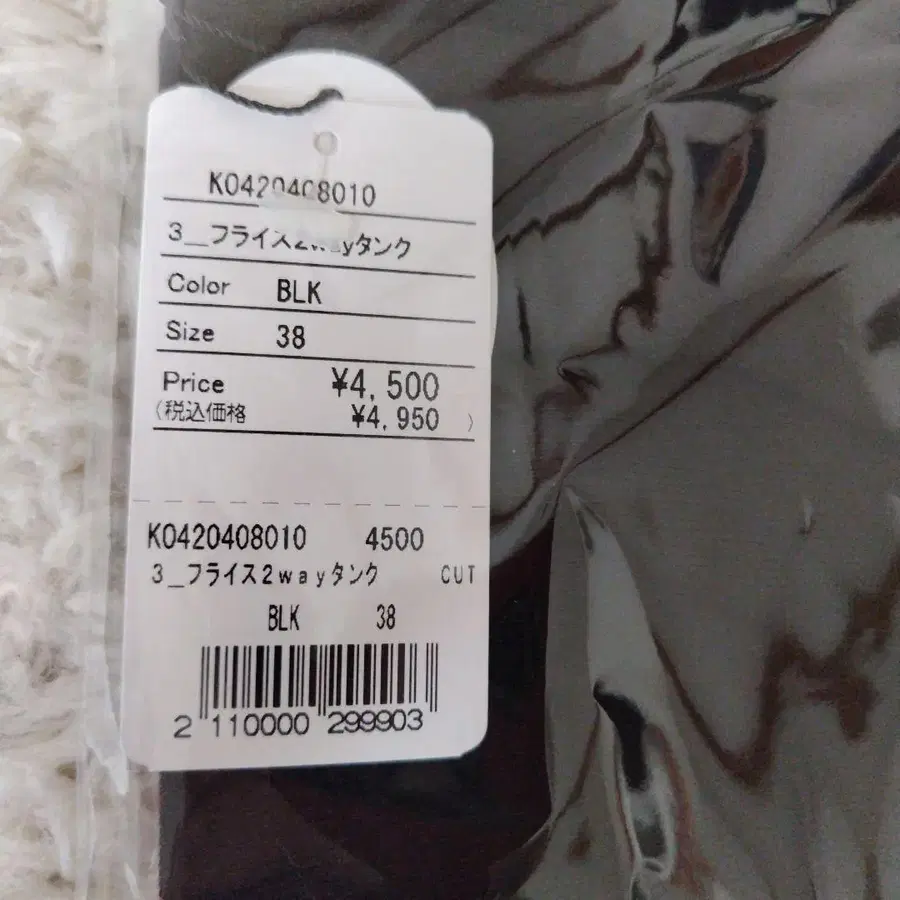 K0420408010
3_フライス2wayタンク
Color BLK
Size 38
Price ¥4,500
(税込価格 ¥4,950 )
K0420408010 4500
3_フライス2wayタンク CUT
BLK 38
2 110000 299903